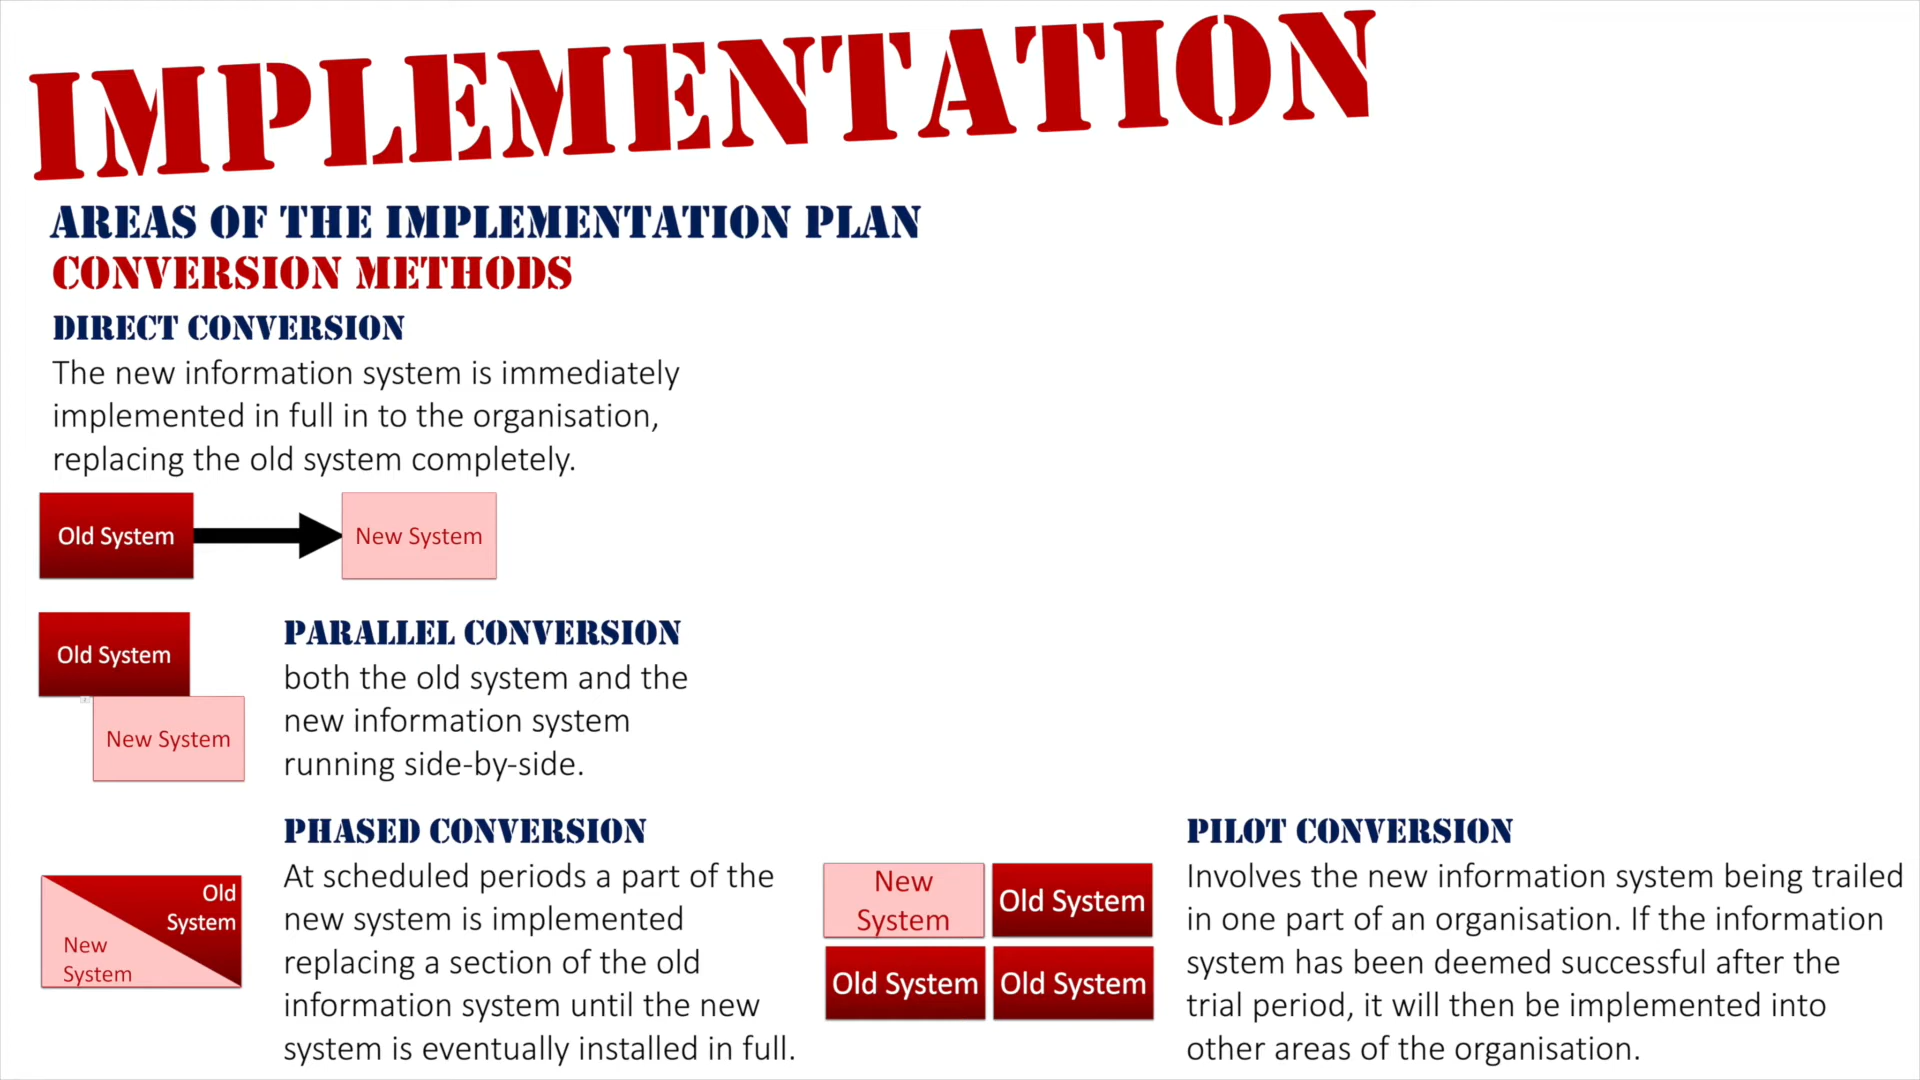 IMPLEMENTATION
AREAS OF THE IMPLEMENTATION PLAN
CONVERSION METHODS
DIRECT CONVERSION
The new information system is immediately
implemented in full in to the organisation,
replacing the old system completely.
Old System
New System
Old System
New System
PARALLEL CONVERSION
both the old system and the
new information system
running side-by-side.
PHASED CONVERSION
At scheduled periods a part of the
new system is implemented
replacing a section of the old
information system until the new
system is eventually installed in full.
Old
System
New
System
New
System
Old System
Old System
Old System
PILOT CONVERSION
Involves the new information system being trailed
in one part of an organisation. If the information
system has been deemed successful after the
trial period, it will then be implemented into
other areas of the organisation.